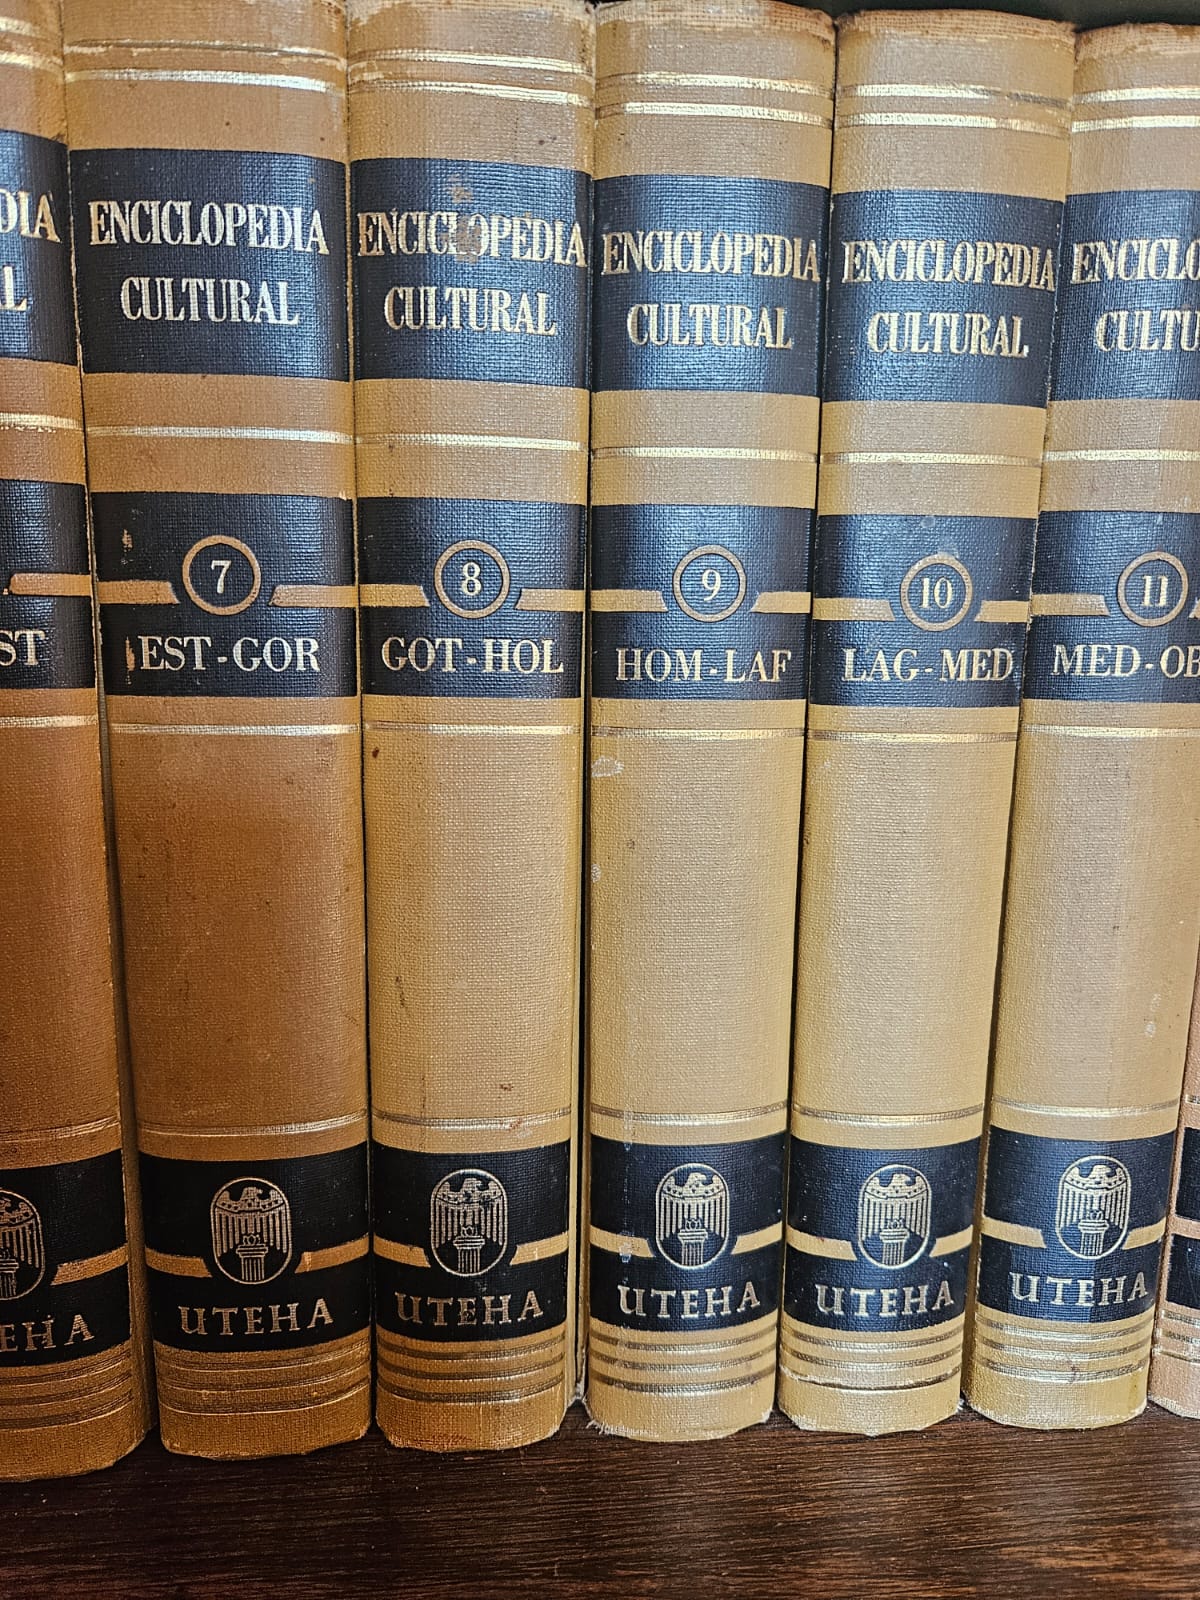 ENCICLOPEDIA
CULTURAL
7
EST-GOR
UTEHA
ENCICLOPEDIA
CULTURAL
8
GOT-HOL
UTEHA
ENCICLOPEDIA
CULTURAL
9
HOM-LAF
UTEHA
ENCICLOPEDIA
CULTURAL
10
LAG-MED
UTEHA
11
UTEHA